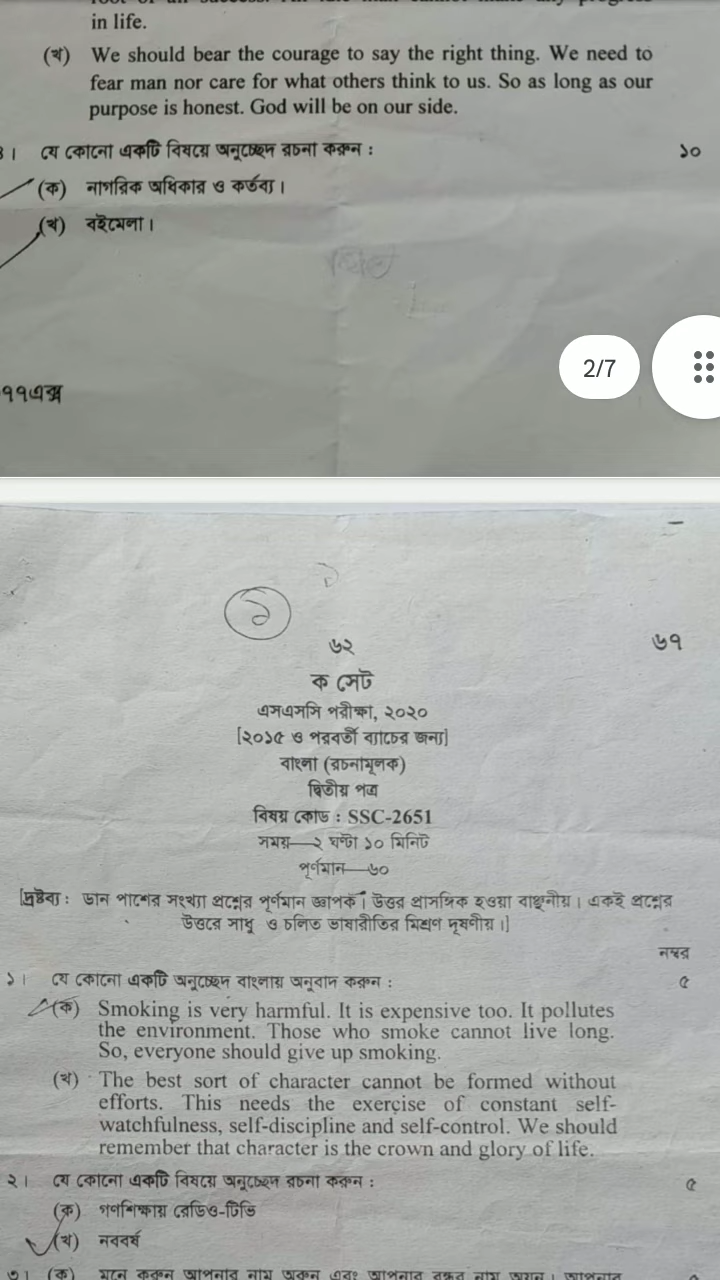 in life.
(খ) We should bear the courage to say the right thing. We need to
fear man nor care for what others think to us. So as long as our
purpose is honest. God will be on our side.
যে কোনো একটি বিষয়ে অনুচ্ছেদ রচনা করুন : ১০
(ক) নাগরিক অধিকার ও কর্তব্য।
(খ) বইমেলা।
2/7
৭৭এক্স
১
৬২ ৬৭
ক সেট
এসএসসি পরীক্ষা, ২০২০
[২০১৫ ও পরবর্তী ব্যাচের জন্য]
বাংলা (রচনামূলক)
দ্বিতীয় পত্র
বিষয় কোড : SSC-2651
সময়—২ ঘণ্টা ১০ মিনিট
পূর্ণমান—৬০
[দ্রষ্টব্য : ডান পাশের সংখ্যা প্রশ্নের পূর্ণমান জ্ঞাপক। উত্তর প্রাসঙ্গিক হওয়া বাঞ্ছনীয়। একই প্রশ্নের
উত্তরে সাধু ও চলিত ভাষারীতির মিশ্রণ দূষণীয়।]
নম্বর
১। যে কোনো একটি অনুচ্ছেদ বাংলায় অনুবাদ করুন : ৫
(ক) Smoking is very harmful. It is expensive too. It pollutes
the environment. Those who smoke cannot live long.
So, everyone should give up smoking.
(খ) The best sort of character cannot be formed without
efforts. This needs the exercise of constant self-
watchfulness, self-discipline and self-control. We should
remember that character is the crown and glory of life.
২। যে কোনো একটি বিষয়ে অনুচ্ছেদ রচনা করুন : ৫
(ক) গণশিক্ষায় রেডিও-টিভি
(খ) নববর্ষ
৩। (ক) মনে করুন আপনার নাম অরুন এবং আপনার বন্ধুর নাম